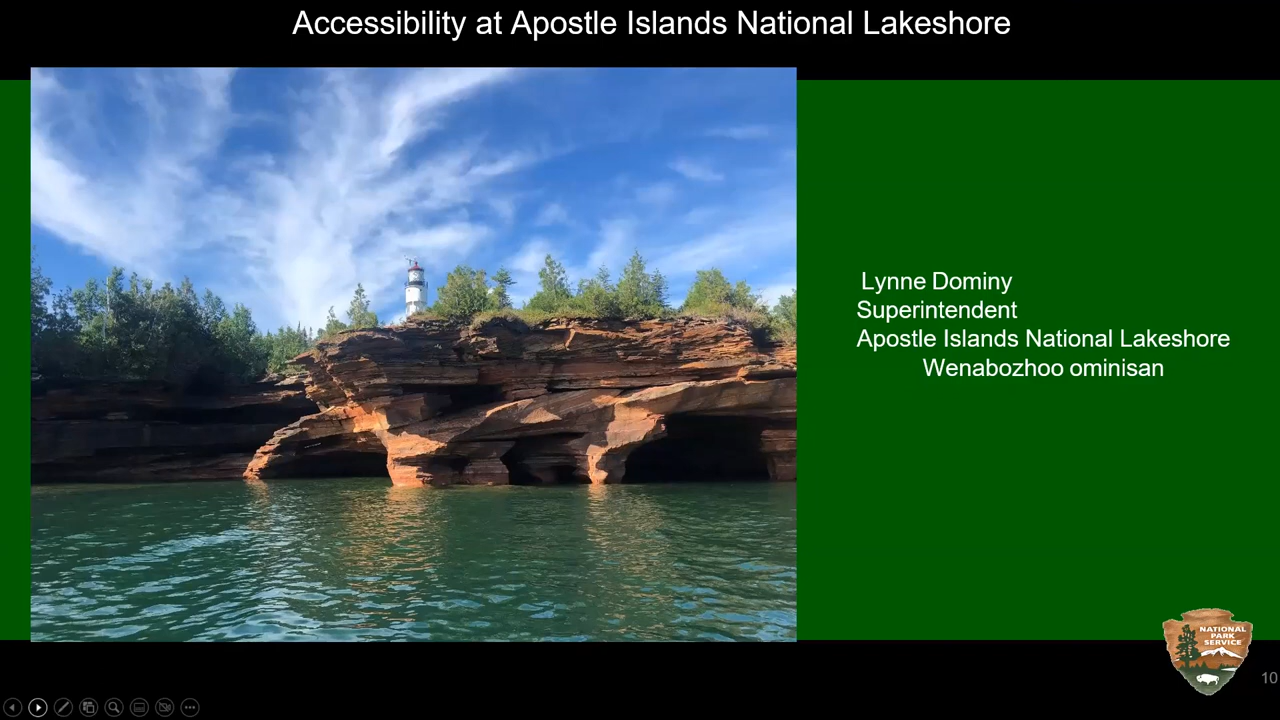 Accessibility at Apostle Islands National Lakeshore
Lynne Dominy
Superintendent
Apostle Islands National Lakeshore
Wenabozhoo ominisan
NATIONAL
PARK
SERVICE
10